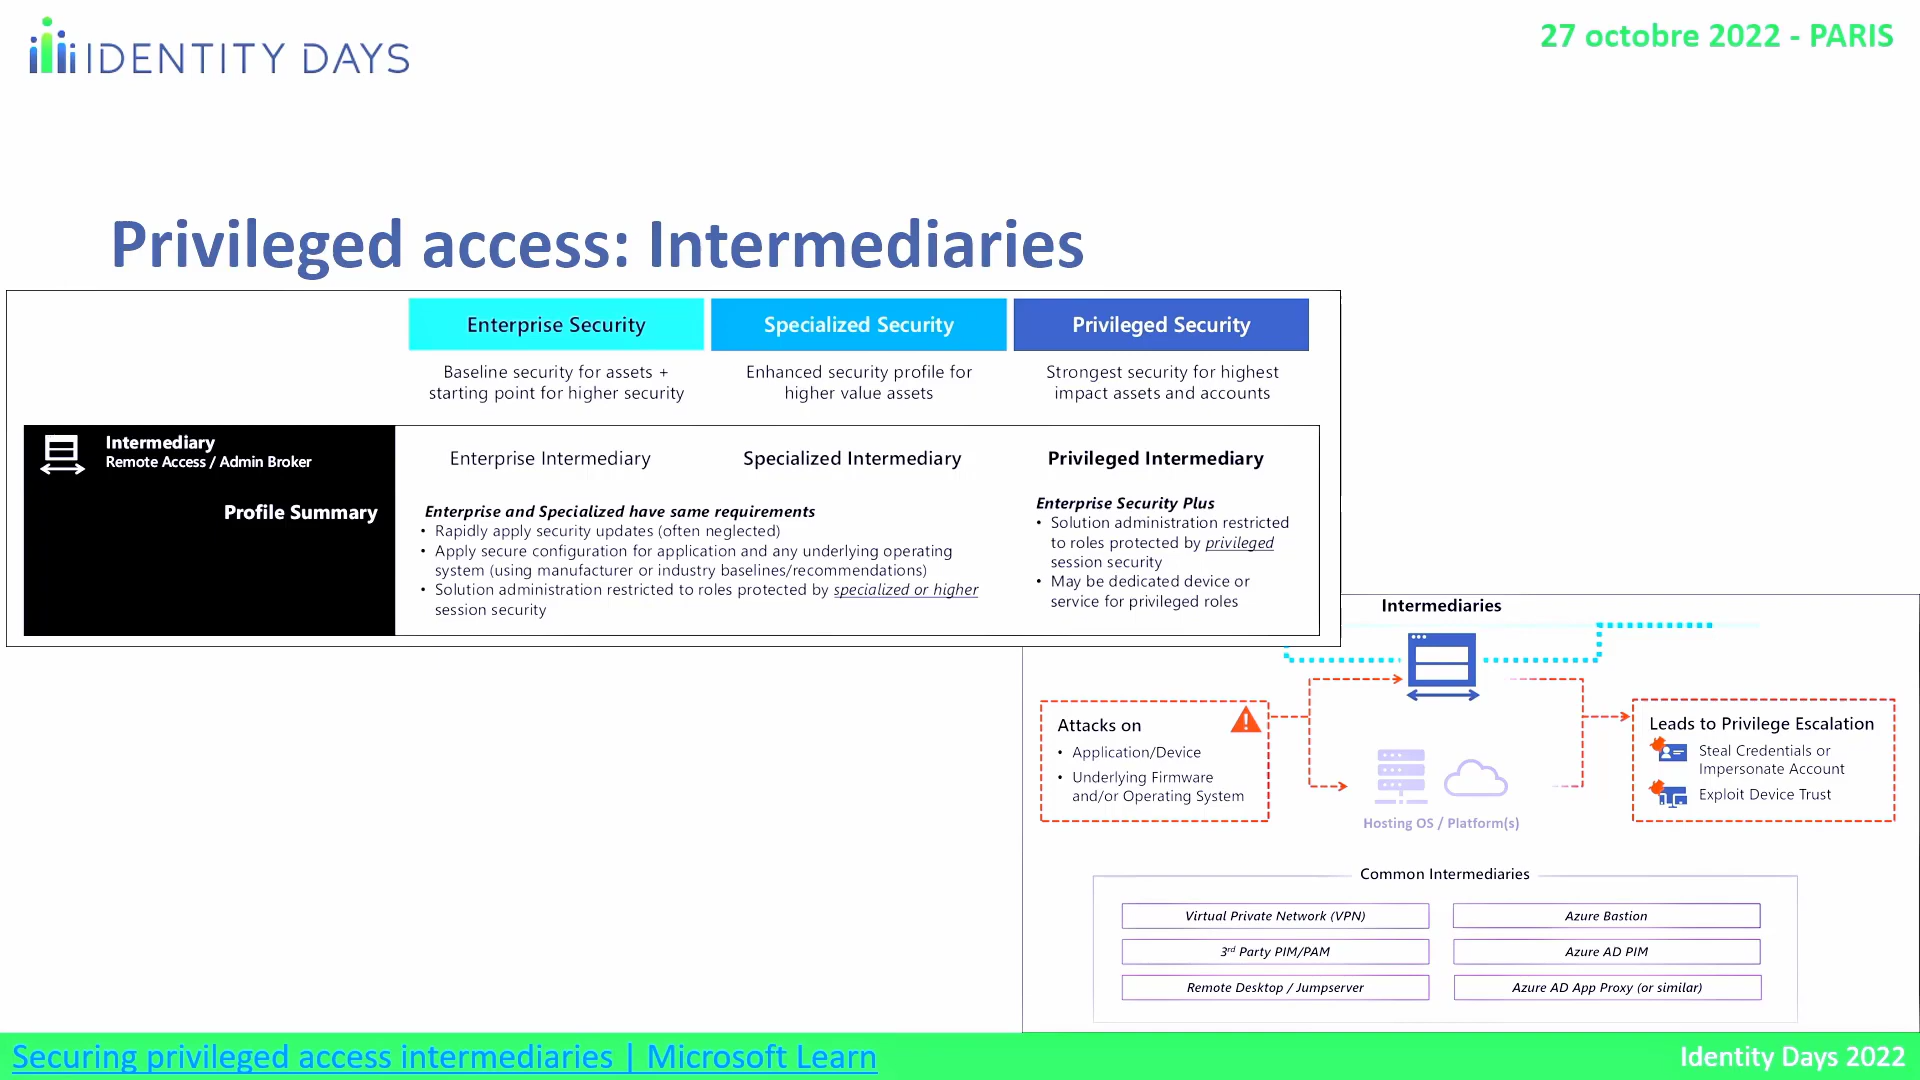 IDENTITY DAYS
27 octobre 2022 - PARIS
Privileged access: Intermediaries
Enterprise Security
Specialized Security
Privileged Security
Baseline security for assets +
starting point for higher security
Enhanced security profile for
higher value assets
Strongest security for highest
impact assets and accounts
Intermediary
Remote Access / Admin Broker
Profile Summary
Enterprise Intermediary
Specialized Intermediary
Privileged Intermediary
Enterprise and Specialized have same requirements
• Rapidly apply security updates (often neglected)
• Apply secure configuration for application and any underlying operating
system (using manufacturer or industry baselines/recommendations)
• Solution administration restricted to roles protected by specialized or higher
session security
Enterprise Security Plus
• Solution administration restricted
to roles protected by privileged
session security
• May be dedicated device or
service for privileged roles
Intermediaries
Attacks on
• Application/Device
• Underlying Firmware
and/or Operating System
Hosting OS / Platform(s)
Leads to Privilege Escalation
Steal Credentials or
Impersonate Account
Exploit Device Trust
Common Intermediaries
Virtual Private Network (VPN)
Azure Bastion
3rd Party PIM/PAM
Azure AD PIM
Remote Desktop / Jumpserver
Azure AD App Proxy (or similar)
Securing privileged access intermediaries | Microsoft Learn
Identity Days 2022